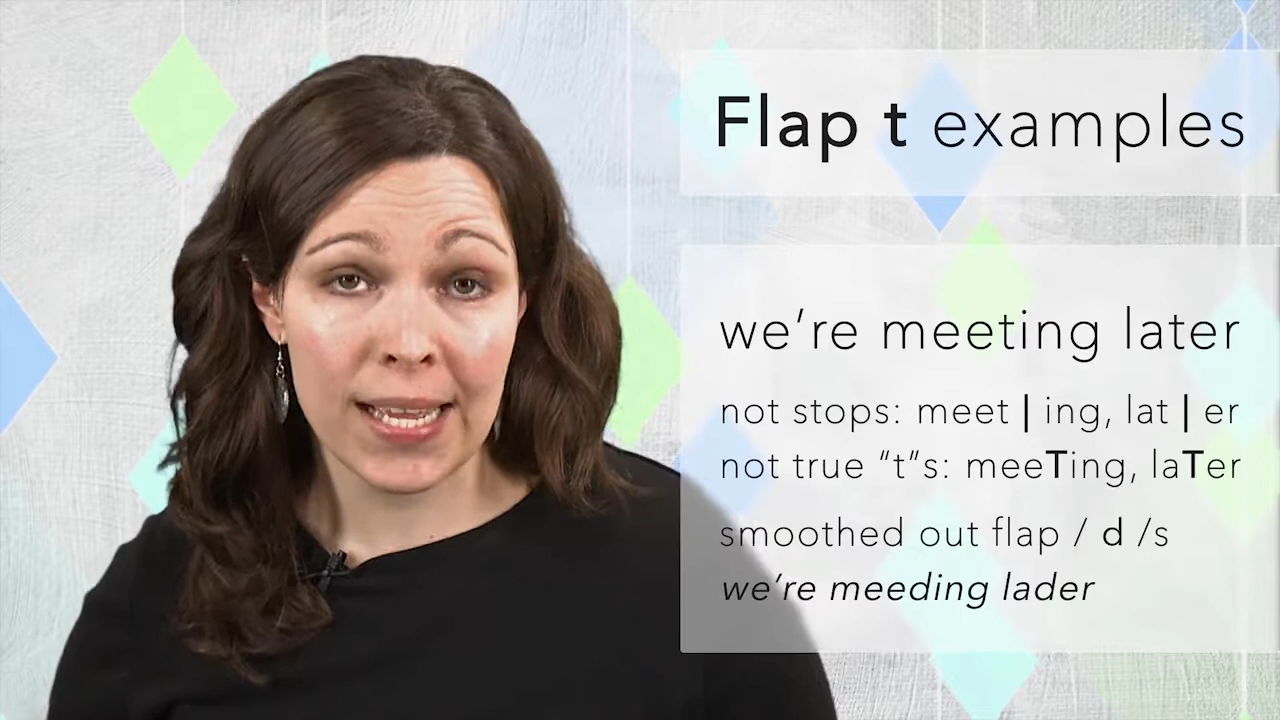 Flap t examples
we're meeting later
not stops: meet | ing, lat | er
not true "t"s: meeTing, laTer
smoothed out flap / d /s
we're meeding lader